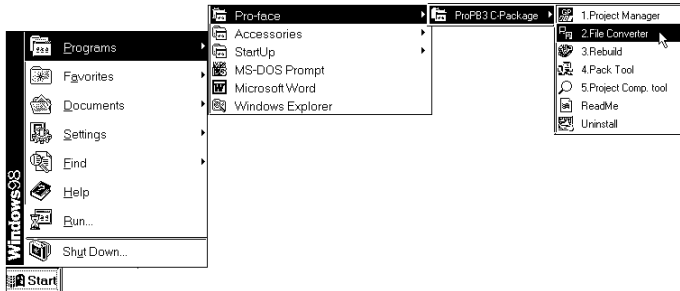 Programs
Favorites
Documents
Settings
Find
Help
Run...
Shut Down...
Windows98
Start
Pro-face
Accessories
StartUp
MS-DOS Prompt
Microsoft Word
Windows Explorer
ProPB3 C-Package
1.Project Manager
2.File Converter
3.Rebuild
4.Pack Tool
5.Project Comp. tool
ReadMe
Uninstall